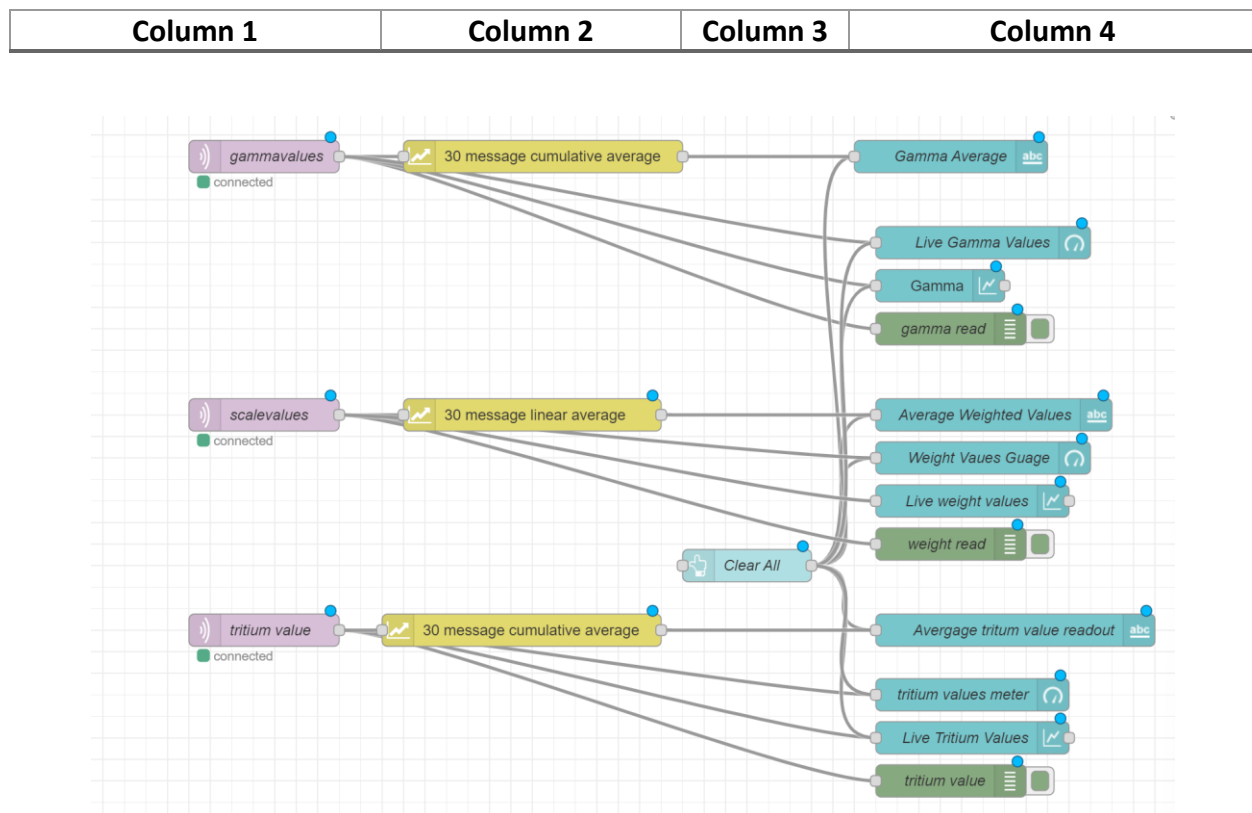 Column 1 Column 2 Column 3 Column 4
gammavalues 30 message cumulative average Gamma Average abc
connected
Live Gamma Values
Gamma
gamma read
scalevalues 30 message linear average Average Weighted Values abc
connected
Weight Vaues Guage
Live weight values
weight read
Clear All
tritium value 30 message cumulative average Avergage tritum value readout abc
connected
tritium values meter
Live Tritium Values
tritium value